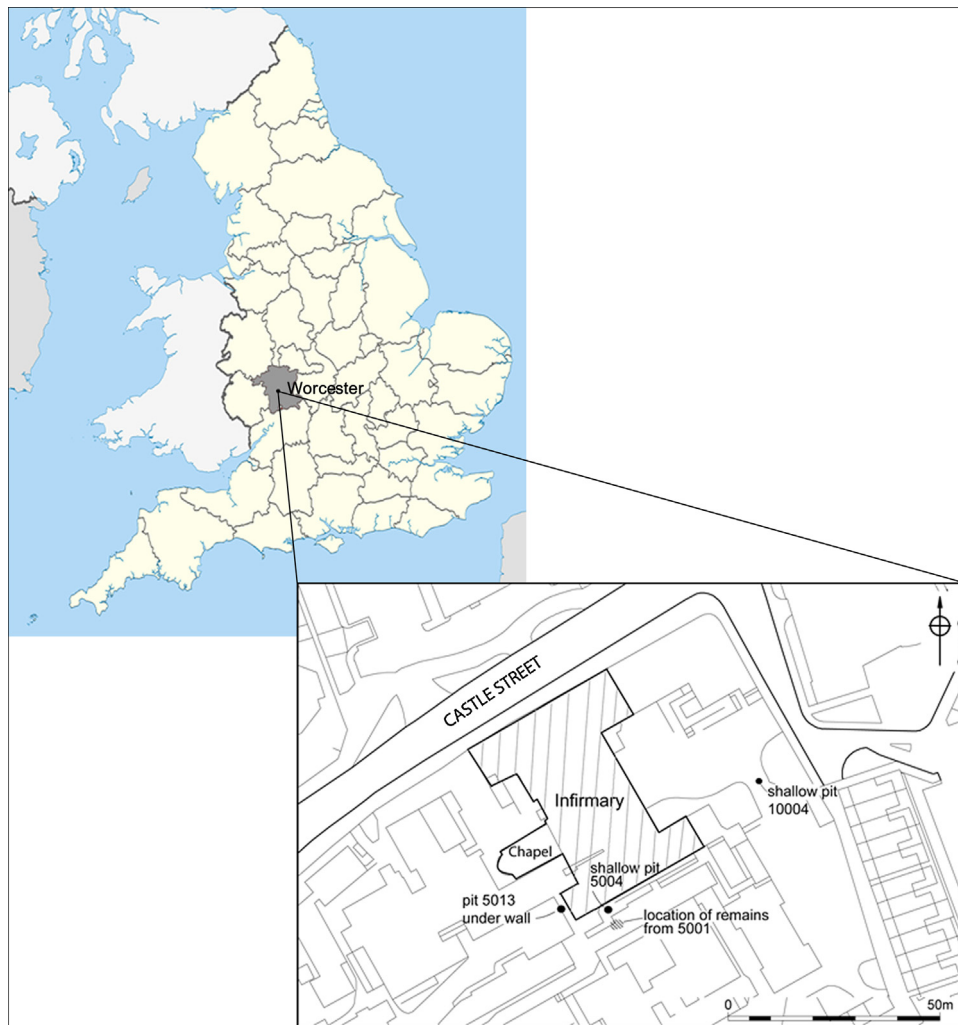 Worcester
CASTLE STREET
Infirmary
shallow pit
10004
Chapel
shallow pit
5004
pit 5013
under wall
location of remains
from 5001
0
50m